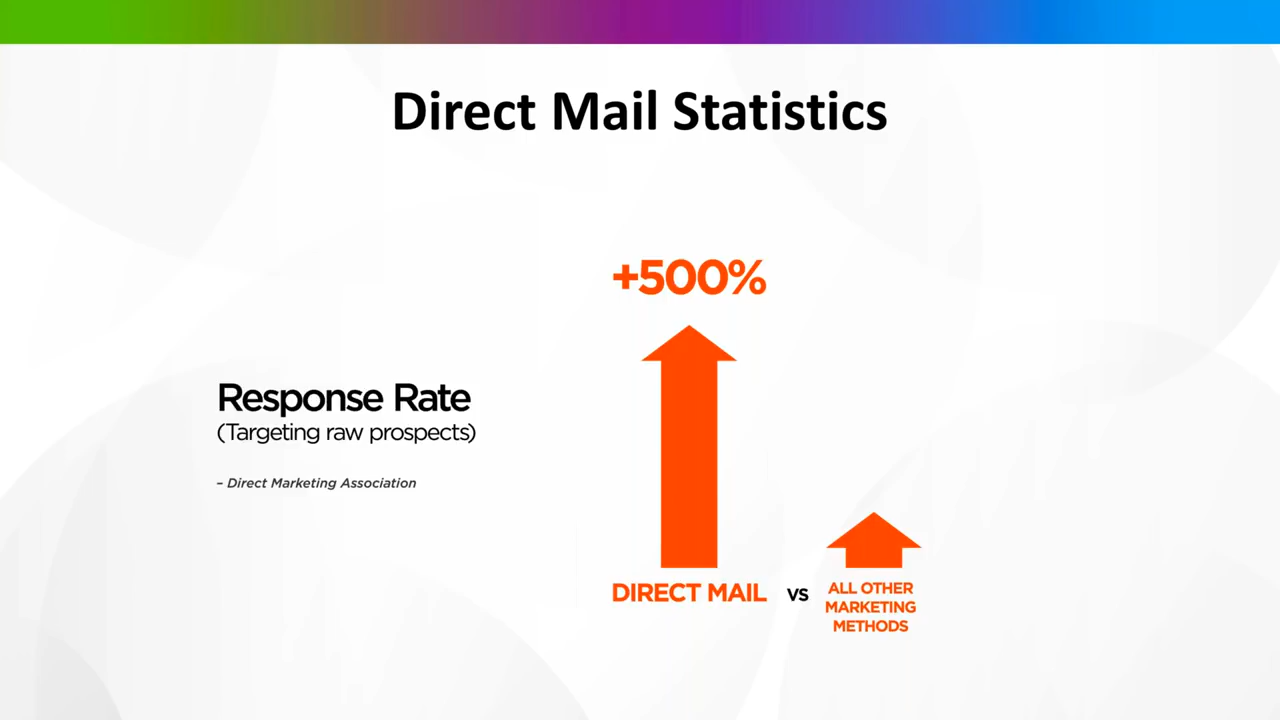 Direct Mail Statistics
+500%
Response Rate
(Targeting raw prospects)
– Direct Marketing Association
DIRECT MAIL
vs
ALL OTHER
MARKETING
METHODS